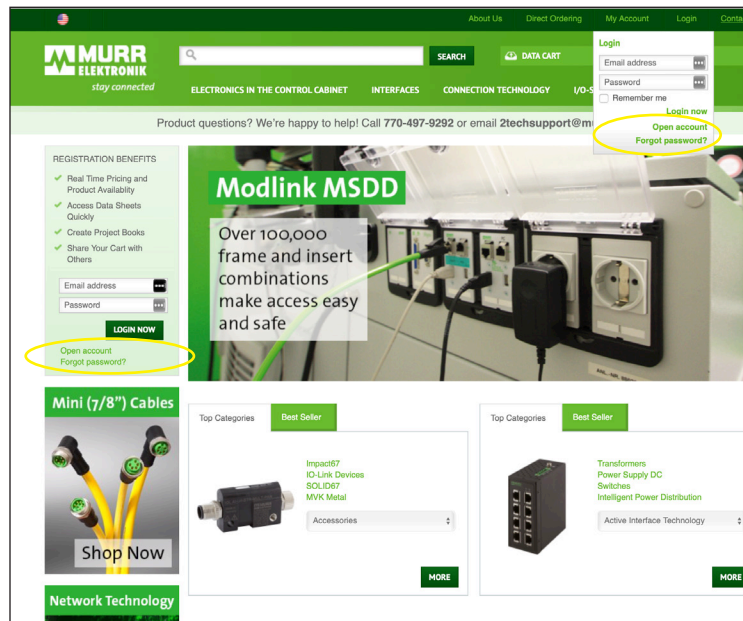 About Us Direct Ordering My Account Login
MURR
ELEKTRONIK
stay connected
SEARCH
DATA CART
ELECTRONICS IN THE CONTROL CABINET INTERFACES CONNECTION TECHNOLOGY
Login
Email address
Password
Remember me
Login now
Open account
Forgot password?
Product questions? We're happy to help! Call 770-497-9292 or email
REGISTRATION BENEFITS
Real Time Pricing and
Product Availablity
Access Data Sheets
Quickly
Create Project Books
Share Your Cart with
Others
Email address
Password
LOGIN NOW
Open account
Forgot password?
Modlink MSDD
Over 100,000
frame and insert
combinations
make access easy
and safe
Mini (7/8") Cables
Shop Now
Network Technology
Top Categories Best Seller
Impact67
IO-Link Devices
SOLID67
MVK Metal
Accessories
MORE
Top Categories Best Seller
Transformers
Power Supply DC
Switches
Intelligent Power Distribution
Active Interface Technology
MORE